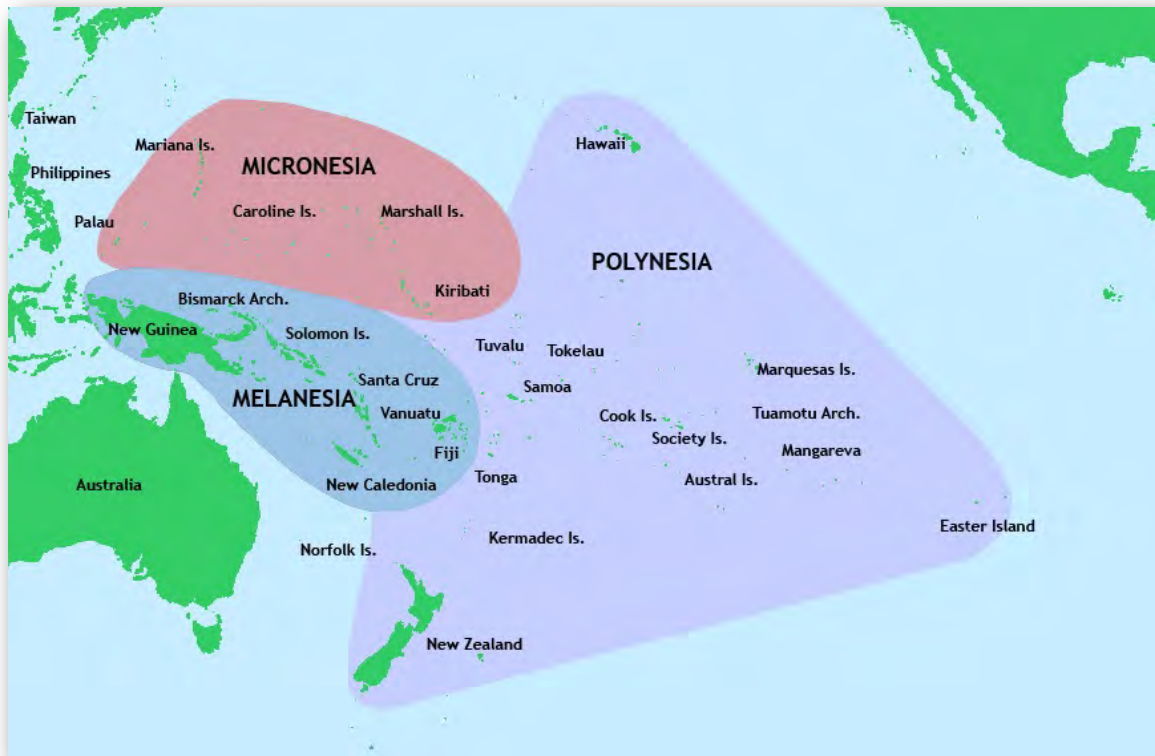 Taiwan
Mariana Is.
Hawaii
MICRONESIA
Philippines
Caroline Is.
Marshall Is.
Palau
POLYNESIA
Kiribati
Bismarck Arch.
New Guinea
Solomon Is.
Tuvalu
Tokelau
Marquesas Is.
Santa Cruz
Samoa
MELANESIA
Vanuatu
Cook Is.
Tuamotu Arch.
Society Is.
Fiji
Mangareva
Tonga
Austral Is.
Australia
New Caledonia
Easter Island
Kermadec Is.
Norfolk Is.
New Zealand